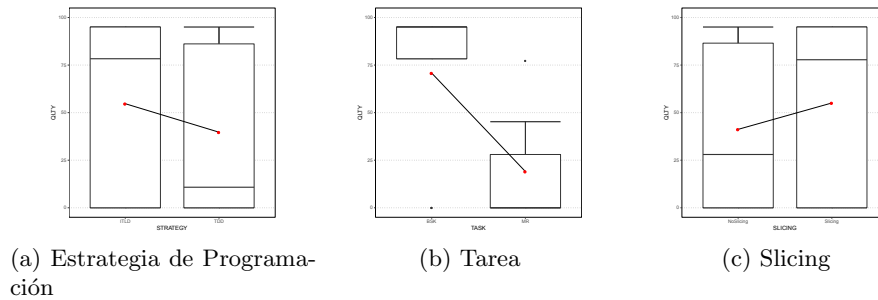 100
75
50
25
0
QLTY
ITLD
TDD
STRATEGY
100
75
50
25
0
QLTY
BSK
MR
TASK
100
75
50
25
0
QLTY
NoSlicing
Slicing
SLICING
(a) Estrategia de Programa-
ción
(b) Tarea
(c) Slicing